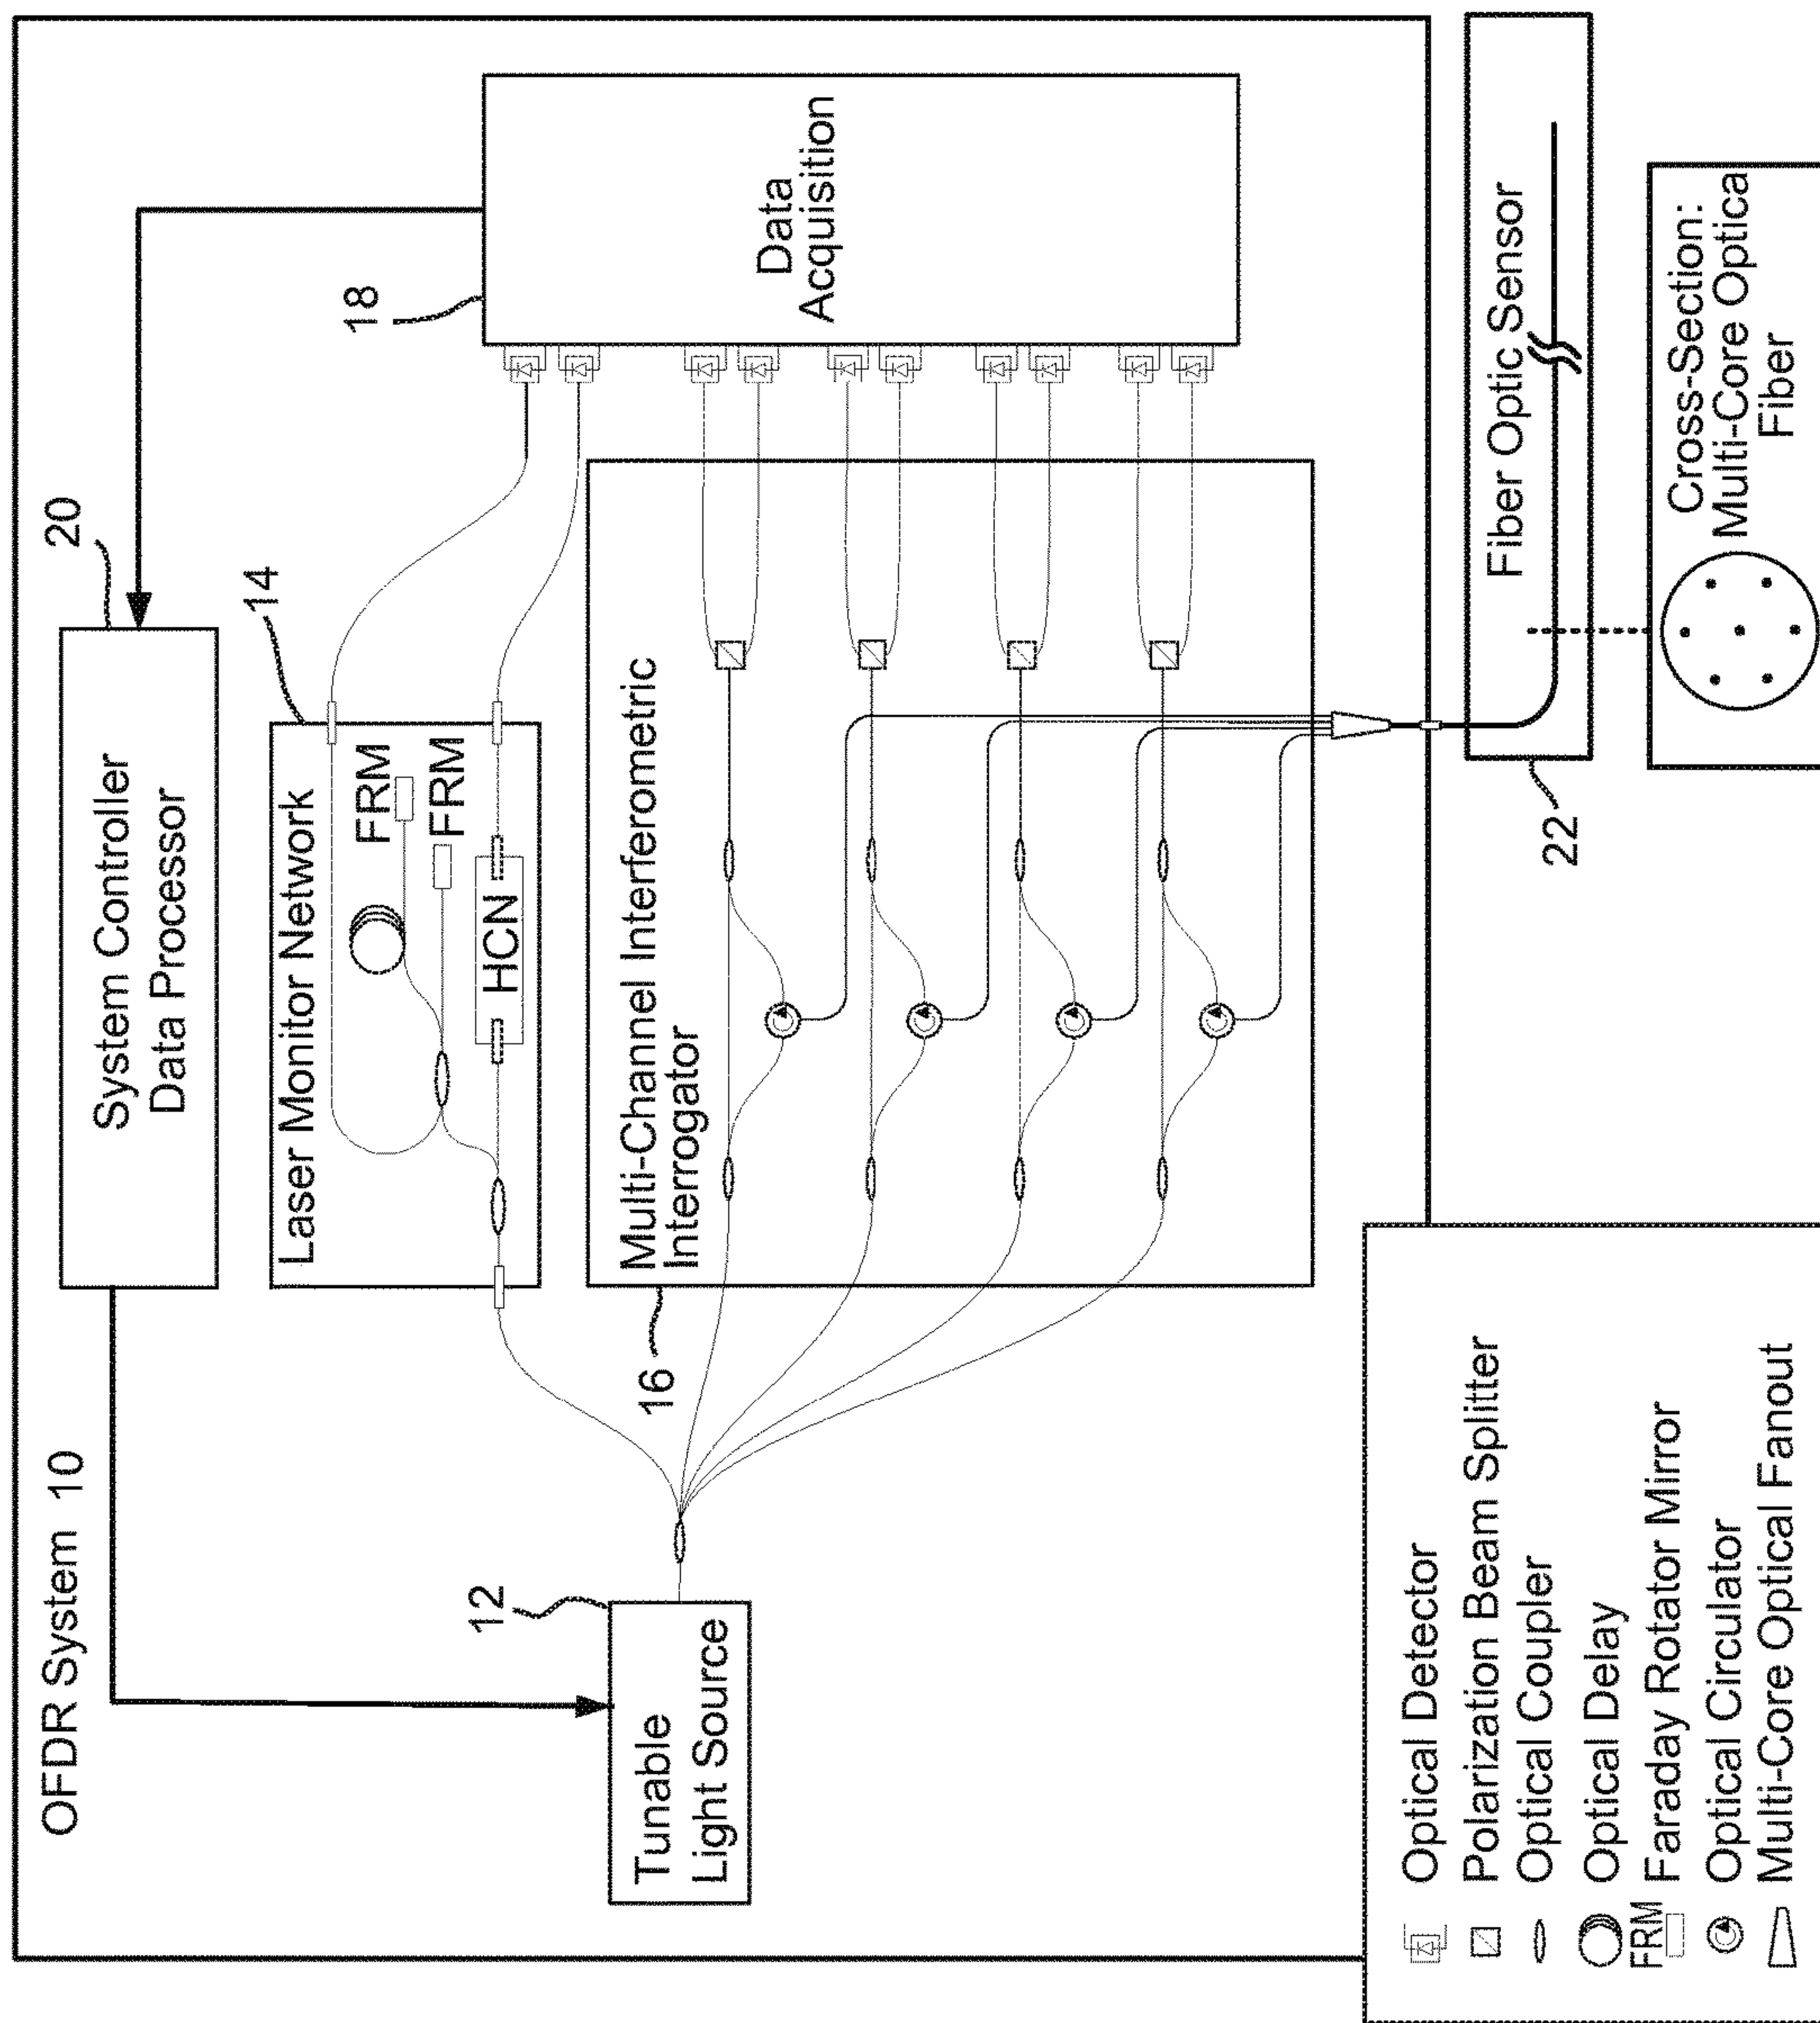 OFDR System 10
20
System Controller
Data Processor
14
Laser Monitor Network
FRM
FRM
HCN
18
Data
Acquisition
12
Tunable
Light Source
16
Multi-Channel Interferometric
Interrogator
22
Fiber Optic Sensor
Cross-Section:
Multi-Core Optica
Fiber
Optical Detector
Polarization Beam Splitter
Optical Coupler
Optical Delay
FRM Faraday Rotator Mirror
Optical Circulator
Multi-Core Optical Fanout